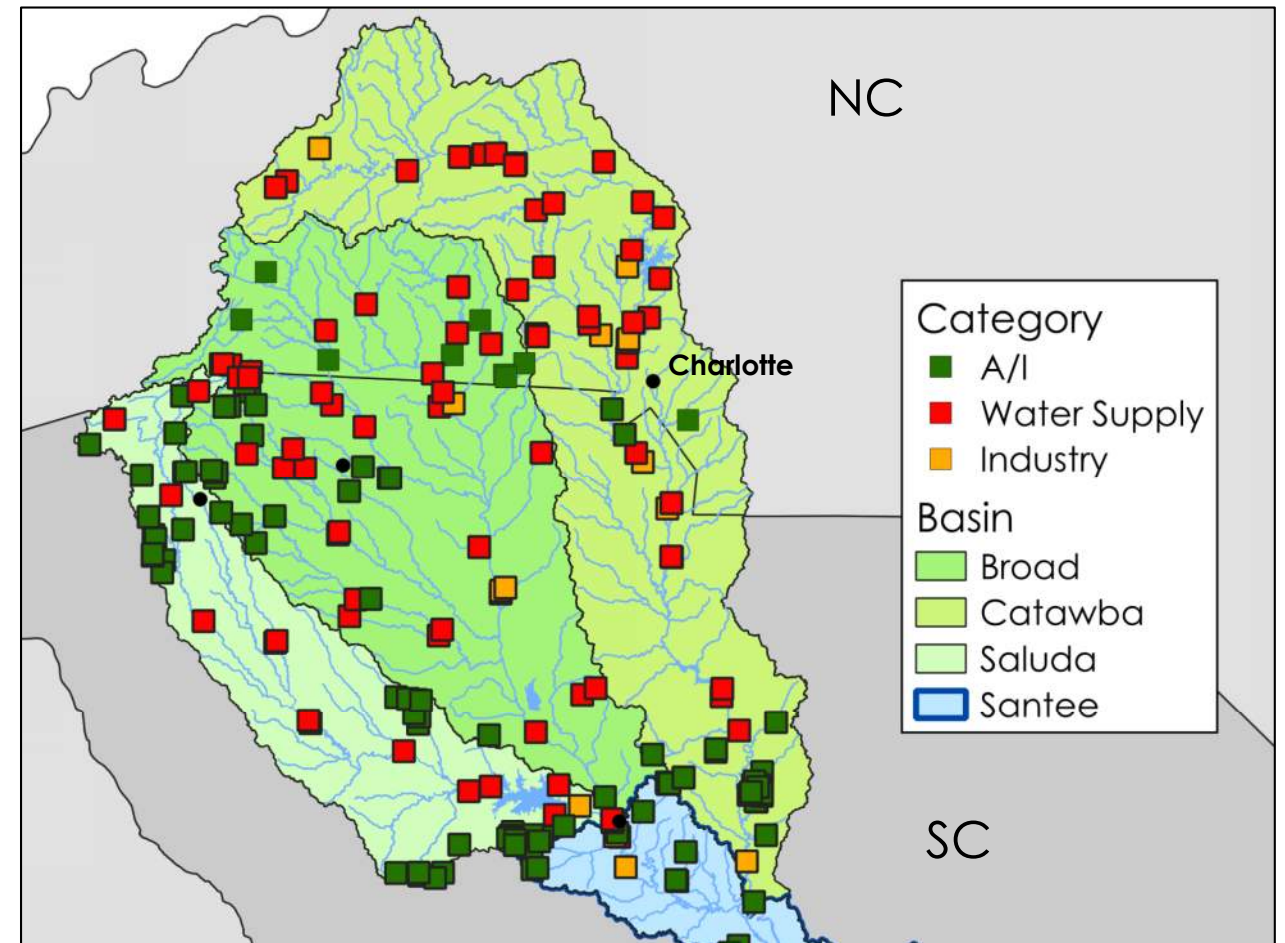 NC
Charlotte
Category
A/I
Water Supply
Industry
Basin
Broad
Catawba
Saluda
Santee
SC